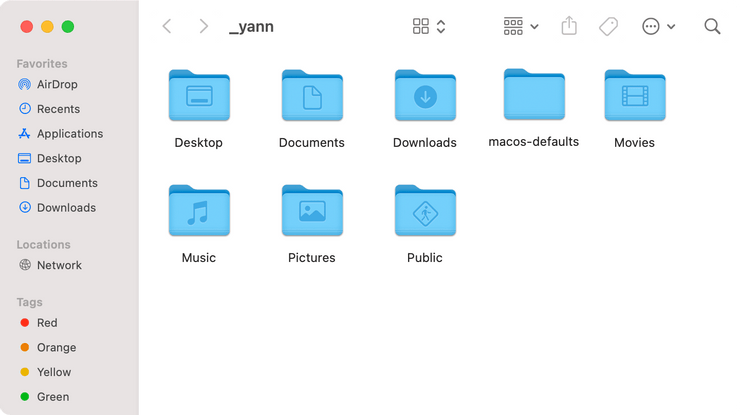 _yann
Favorites
AirDrop
Recents
Applications
Desktop
Documents
Downloads
Locations
Network
Tags
Red
Orange
Yellow
Green
Desktop
Documents
Downloads
macos-defaults
Movies
Music
Pictures
Public